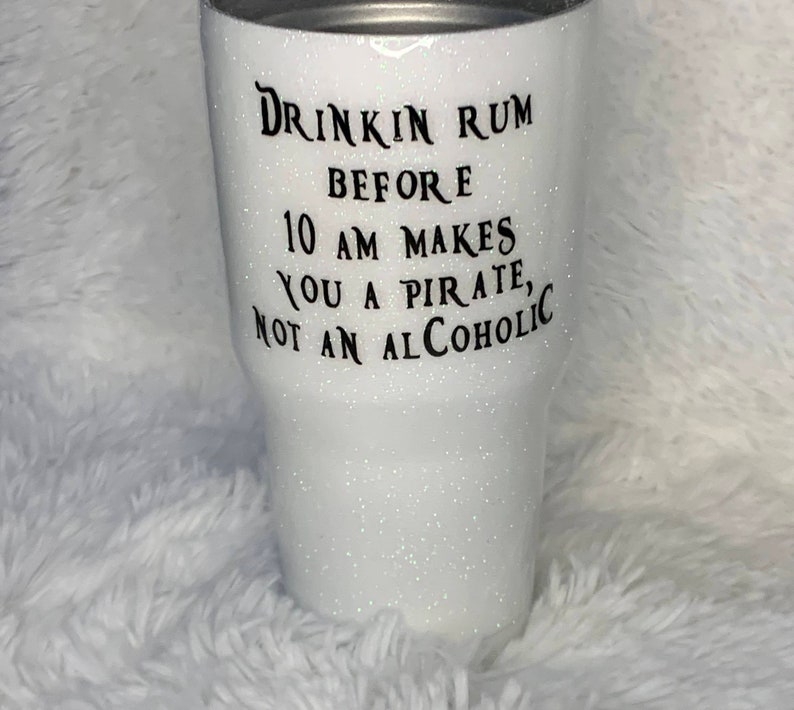 DRINKIN RUM
BEFORE
10 AM MAKES
YOU A PIRATE,
NOT AN ALCOHOLIC